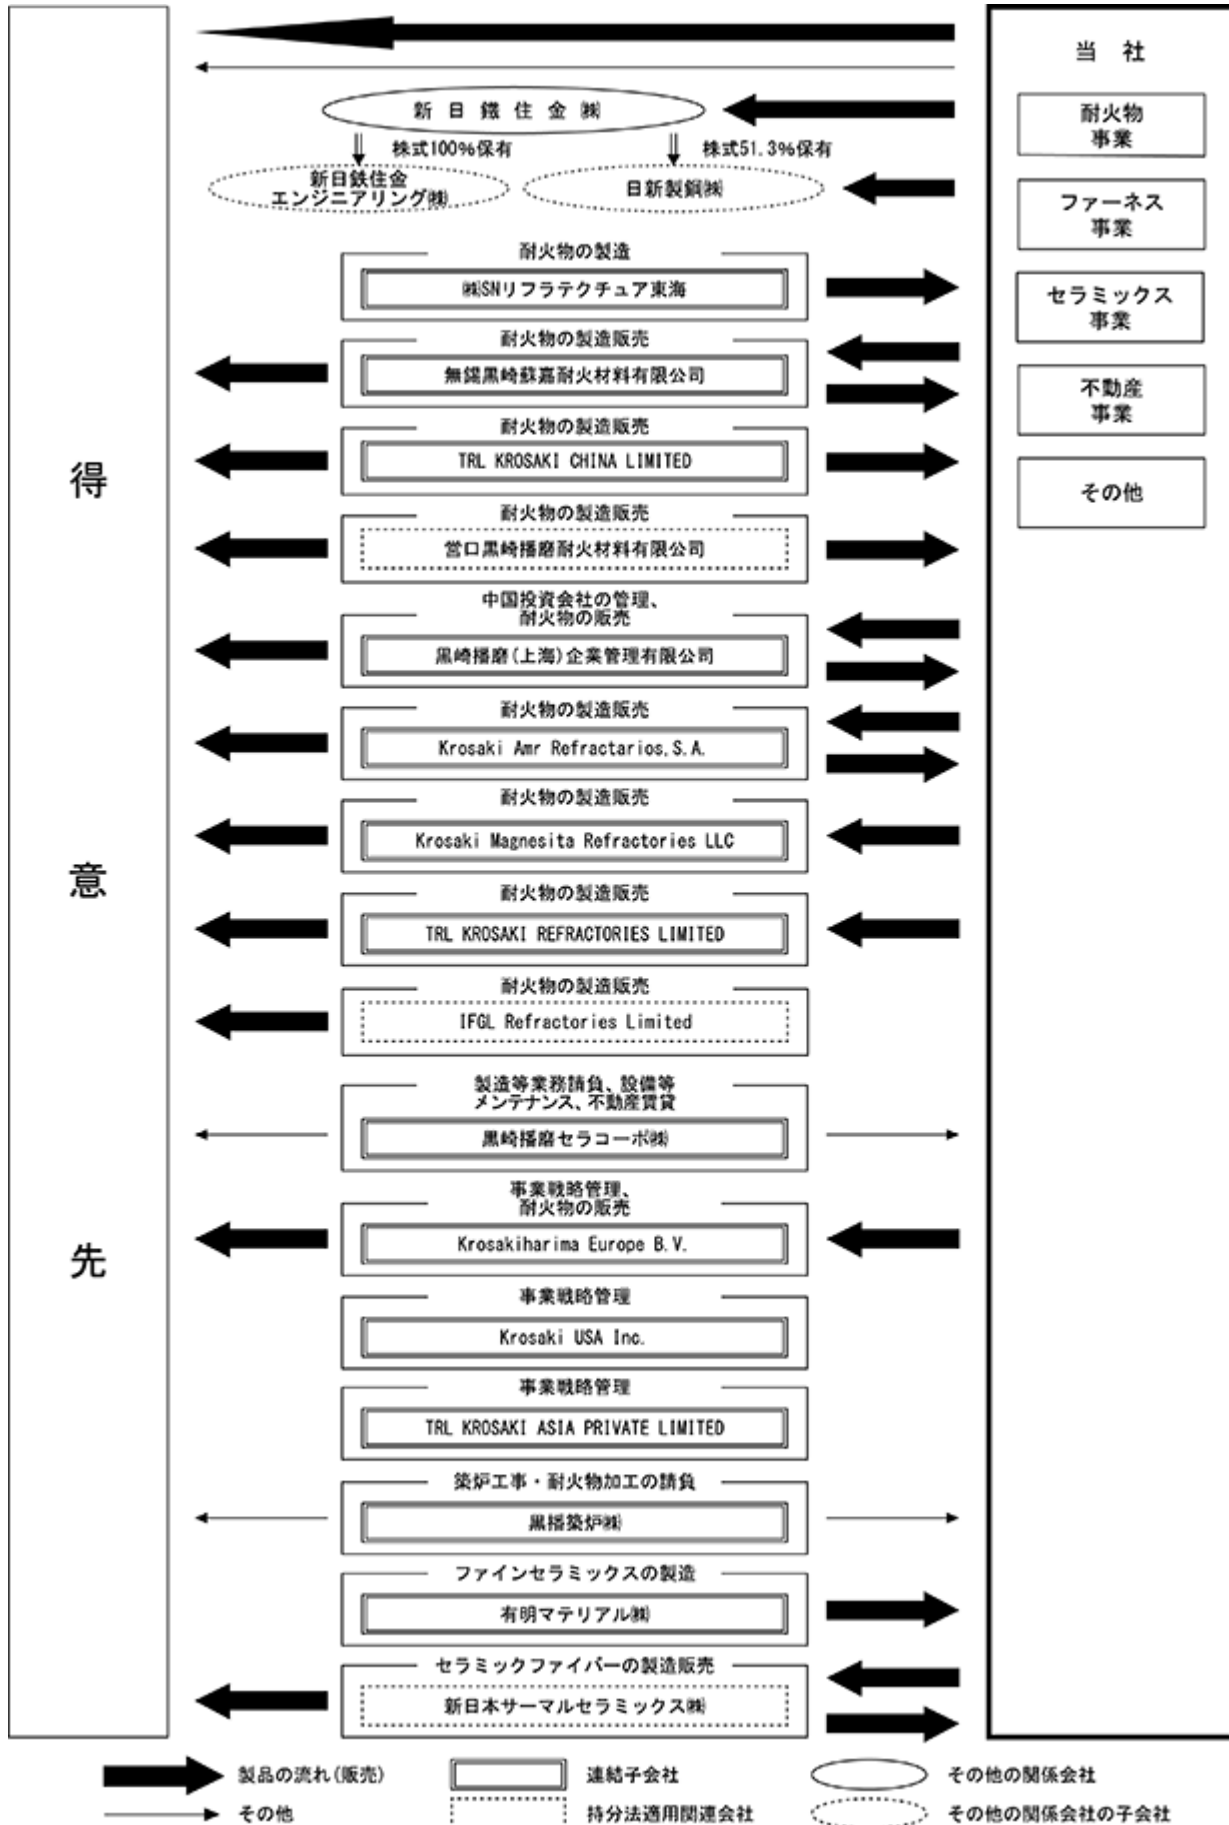 当 社
耐火物
事業
ファーネス
事業
セラミックス
事業
不動産
事業
その他
得
意
先
新日鐵住金㈱
株式100%保有
株式51.3%保有
新日鉄住金
エンジニアリング㈱
日新製鋼㈱
耐火物の製造
㈱SNリフラテクチュア東海
耐火物の製造販売
無錫黒崎蘇嘉耐火材料有限公司
耐火物の製造販売
TRL KROSAKI CHINA LIMITED
耐火物の製造販売
営口黒崎播磨耐火材料有限公司
中国投資会社の管理、
耐火物の販売
黒崎播磨(上海)企業管理有限公司
耐火物の製造販売
Krosaki Amr Refractarios,S.A.
耐火物の製造販売
Krosaki Magnesita Refractories LLC
耐火物の製造販売
TRL KROSAKI REFRACTORIES LIMITED
耐火物の製造販売
IFGL Refractories Limited
製造等業務請負、設備等
メンテナンス、不動産賃貸
黒崎播磨セラコーポ㈱
事業戦略管理、
耐火物の販売
Krosakiharima Europe B.V.
事業戦略管理
Krosaki USA Inc.
事業戦略管理
TRL KROSAKI ASIA PRIVATE LIMITED
築炉工事・耐火物加工の請負
黒播築炉㈱
ファインセラミックスの製造
有明マテリアル㈱
セラミックファイバーの製造販売
新日本サーマルセラミックス㈱
製品の流れ(販売)
連結子会社
その他の関係会社
その他
持分法適用関連会社
その他の関係会社の子会社